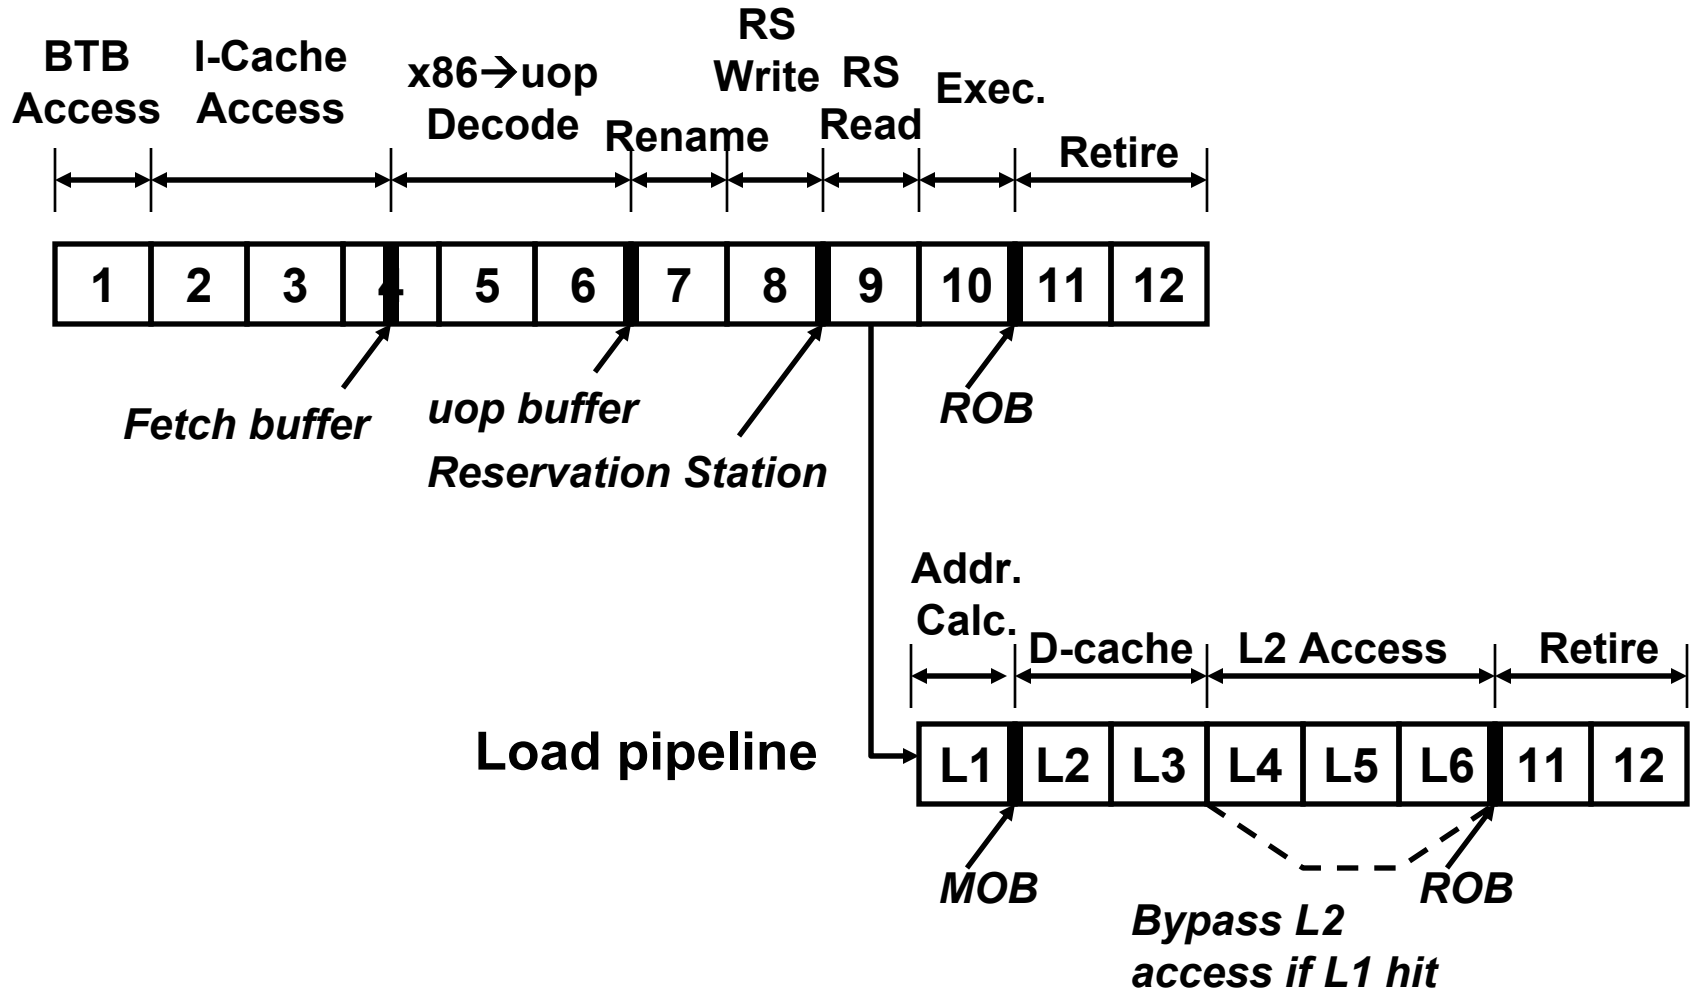 BTB
Access
I-Cache
Access
x86→uop
Decode
Rename
RS
Write
RS
Read
Exec.
Retire
1 2 3 4 5 6 7 8 9 10 11 12
Fetch buffer
uop buffer
Reservation Station
ROB
Addr.
Calc.
D-cache
L2 Access
Retire
Load pipeline
L1 L2 L3 L4 L5 L6 11 12
MOB
ROB
Bypass L2
access if L1 hit